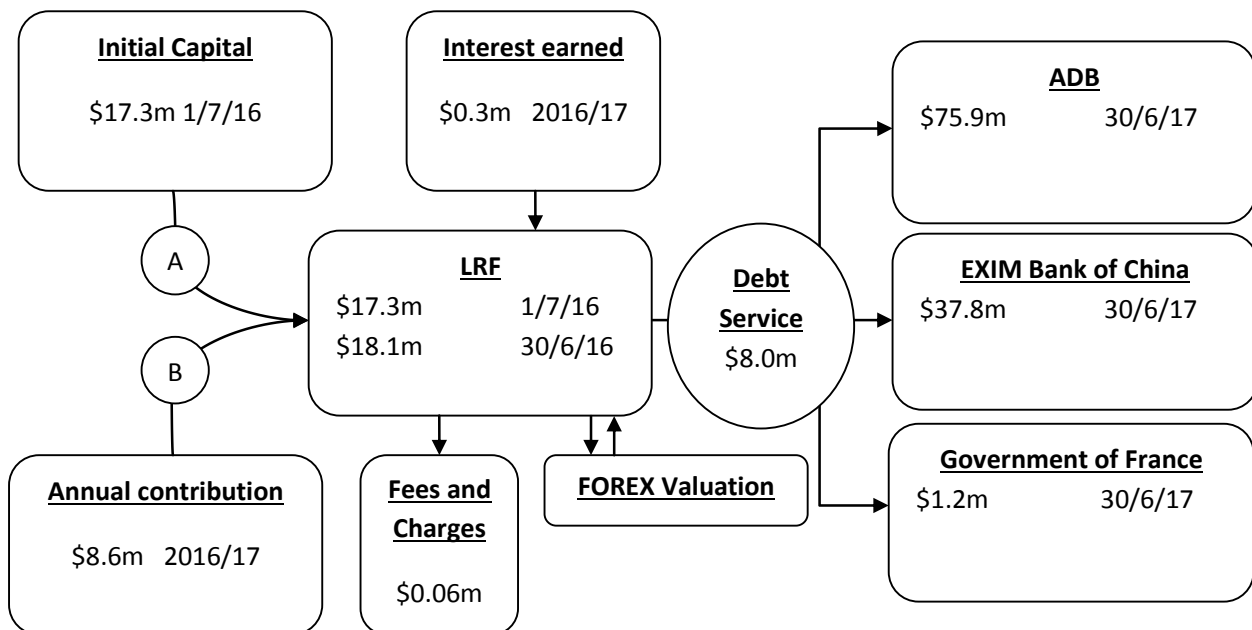 Initial Capital
$17.3m 1/7/16
Interest earned
$0.3m 2016/17
ADB
$75.9m 30/6/17
A
LRF
$17.3m 1/7/16
$18.1m 30/6/16
Debt
Service
$8.0m
EXIM Bank of China
$37.8m 30/6/17
B
Annual contribution
$8.6m 2016/17
Fees and
Charges
$0.06m
FOREX Valuation
Government of France
$1.2m 30/6/17